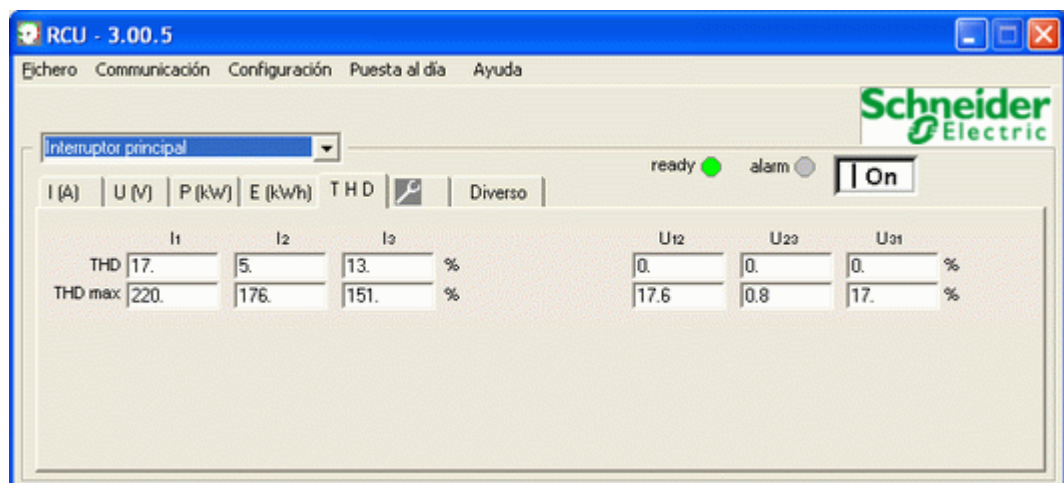 RCU - 3.00.5
Fichero Communicación Configuración Puesta al día Ayuda
Schneider
Electric
Interruptor principal
ready alarm On
I (A) U (V) P (kW) E (kWh) T H D Diverso
I1 I2 I3 U12 U23 U31
THD 17. 5. 13. % 0. 0. 0. %
THD max 220. 176. 151. % 17.6 0.8 17. %